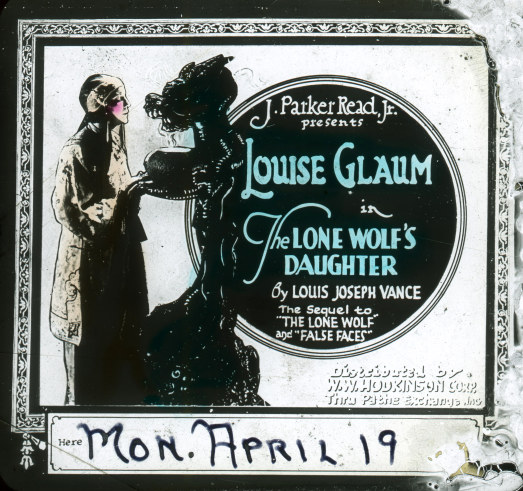 J. Parker Read, Jr.
presents
LOUISE GLAUM
in
The LONE WOLF'S
DAUGHTER
By LOUIS JOSEPH VANCE
The Sequel to
"THE LONE WOLF"
and "FALSE FACES"
Distributed by
W.W. HODKINSON CORP.
Thru Pathe Exchange, INC.
Here MON. APRIL 19